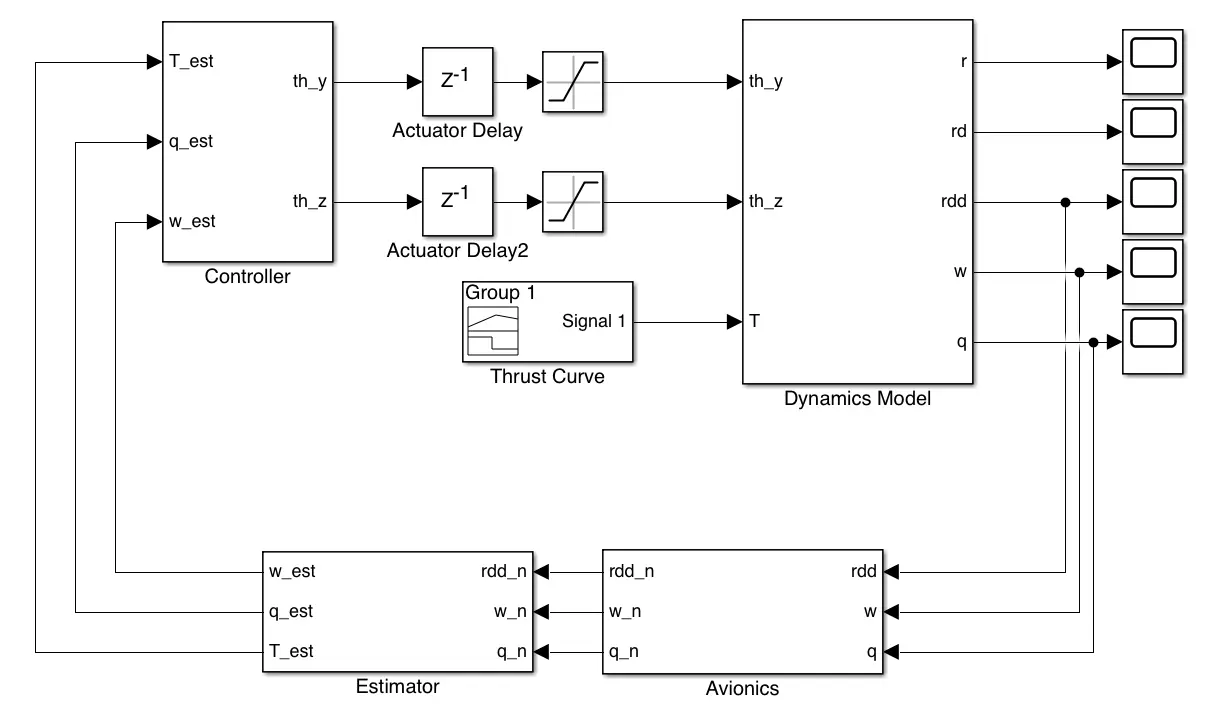 T_est
q_est
w_est
th_y
th_z
Controller
Z-1
Actuator Delay
Z-1
Actuator Delay2
Group 1
Signal 1
Thrust Curve
th_y
th_z
T
r
rd
rdd
w
q
Dynamics Model
w_est
q_est
T_est
rdd_n
w_n
q_n
Estimator
rdd_n
w_n
q_n
rdd
w
q
Avionics